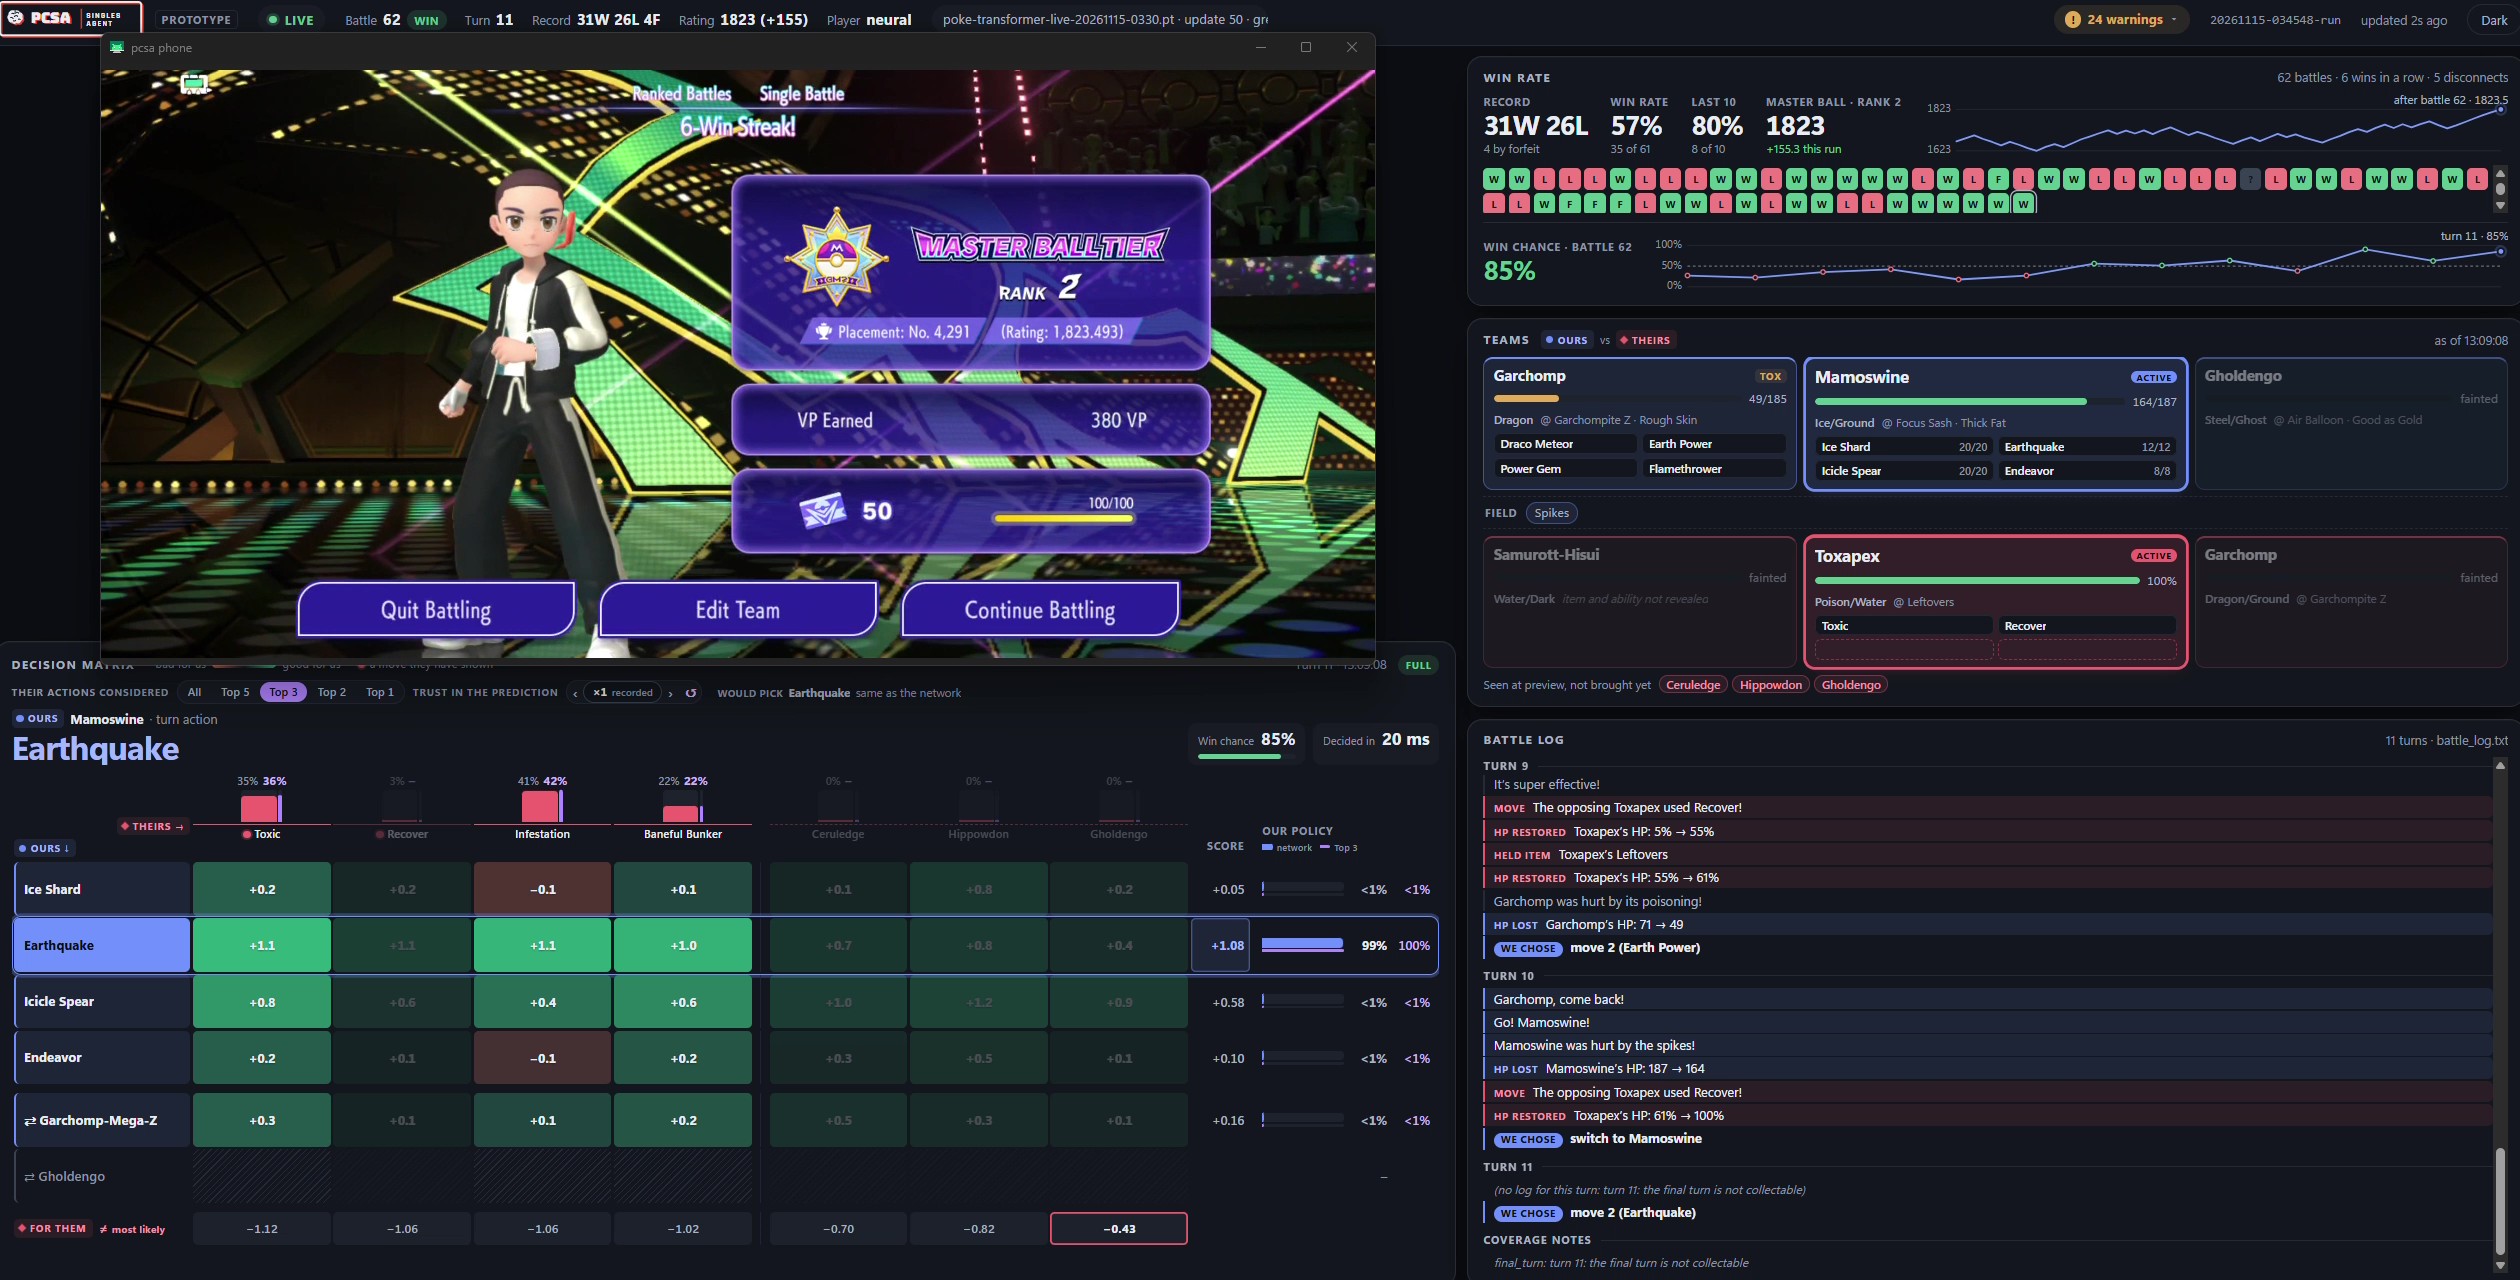 PCSA SINGLES AGENT
PROTOTYPE
LIVE
Battle 62 WIN
Turn 11
Record 31W 26L 4F
Rating 1823 (+155)
Player neural
poke-transformer-live-20261115-0330.pt · update 50 ·
24 warnings
20261115-034548-run
updated 2s ago
Dark
pcsa phone
Ranked Battles Single Battle
6-Win Streak!
MASTER BALL TIER
RANK 2
Placement: No. 4,291 (Rating: 1,823.493)
VP Earned 380 VP
50 100/100
Quit Battling
Edit Team
Continue Battling
WIN RATE
62 battles · 6 wins in a row · 5 disconnects
RECORD WIN RATE LAST 10 MASTER BALL · RANK 2
31W 26L 57% 80% 1823
4 by forfeit 35 of 61 8 of 10 +155.3 this run
after battle 62 · 1823.5
1823
1623
W W L L L W L L L W W L W W W W W L W L F L W W L L W L L L ? L W W L W W L W L
L L W F F F L W W L W L W W L L W W W W W W
WIN CHANCE · BATTLE 62
85%
100%
50%
0%
turn 11 · 85%
TEAMS OURS vs THEIRS
as of 13:09:08
Garchomp TOX
49/185
Dragon @ Garchompite Z · Rough Skin
Draco Meteor Earth Power
Power Gem Flamethrower
Mamoswine ACTIVE
164/187
Ice/Ground @ Focus Sash · Thick Fat
Ice Shard 20/20 Earthquake 12/12
Icicle Spear 20/20 Endeavor 8/8
Gholdengo
fainted
Steel/Ghost @ Air Balloon · Good as Gold
FIELD Spikes
Samurott-Hisui
fainted
Water/Dark item and ability not revealed
Toxapex ACTIVE
100%
Poison/Water @ Leftovers
Toxic Recover
Garchomp
fainted
Dragon/Ground @ Garchompite Z
Seen at preview, not brought yet Ceruledge Hippowdon Gholdengo
DECISION MATRIX
FULL
THEIR ACTIONS CONSIDERED All Top 5 Top 3 Top 2 Top 1 TRUST IN THE PREDICTION ‹ ×1 recorded › ↺ WOULD PICK Earthquake same as the network
OURS Mamoswine · turn action
Earthquake
Win chance 85%
Decided in 20 ms
35% 36% 3% – 41% 42% 22% 22% 0% – 0% – 0% –
THEIRS →
Toxic Recover Infestation Baneful Bunker Ceruledge Hippowdon Gholdengo
OURS ↓
SCORE
OUR POLICY
network Top 3
Ice Shard +0.2 +0.2 −0.1 +0.1 +0.1 +0.8 +0.2 +0.05 <1% <1%
Earthquake +1.1 +1.1 +1.1 +1.0 +0.7 +0.8 +0.4 +1.08 99% 100%
Icicle Spear +0.8 +0.6 +0.4 +0.6 +1.0 +1.2 +0.9 +0.58 <1% <1%
Endeavor +0.2 +0.1 −0.1 +0.2 +0.3 +0.5 +0.1 +0.10 <1% <1%
⇄ Garchomp-Mega-Z +0.3 +0.1 +0.1 +0.2 +0.5 +0.3 +0.1 +0.16 <1% <1%
⇄ Gholdengo –
FOR THEM ≠ most likely −1.12 −1.06 −1.06 −1.02 −0.70 −0.82 −0.43
BATTLE LOG
11 turns · battle_log.txt
TURN 9
It's super effective!
MOVE The opposing Toxapex used Recover!
HP RESTORED Toxapex's HP: 5% → 55%
HELD ITEM Toxapex's Leftovers
HP RESTORED Toxapex's HP: 55% → 61%
Garchomp was hurt by its poisoning!
HP LOST Garchomp's HP: 71 → 49
WE CHOSE move 2 (Earth Power)
TURN 10
Garchomp, come back!
Go! Mamoswine!
Mamoswine was hurt by the spikes!
HP LOST Mamoswine's HP: 187 → 164
MOVE The opposing Toxapex used Recover!
HP RESTORED Toxapex's HP: 61% → 100%
WE CHOSE switch to Mamoswine
TURN 11
(no log for this turn: turn 11: the final turn is not collectable)
WE CHOSE move 2 (Earthquake)
COVERAGE NOTES
final_turn: turn 11: the final turn is not collectable